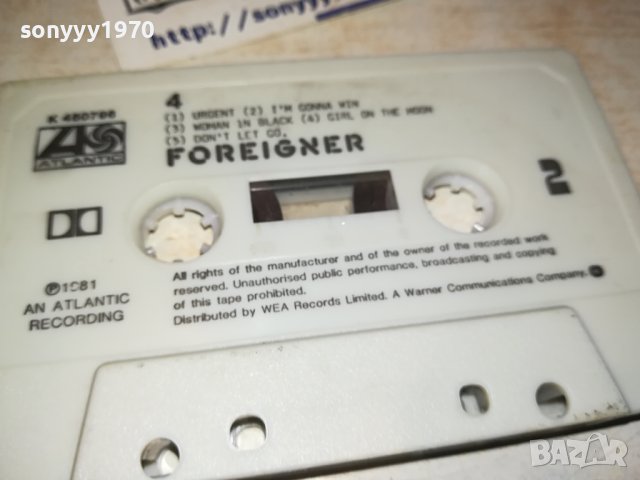 sonyyy1970
http://sonyyy
K 450796
4
(1) URGENT (2) I'M GONNA WIN
(3) WOMAN IN BLACK (4) GIRL ON THE MOON
(5) DON'T LET GO.
FOREIGNER
ATLANTIC
2
℗1981
AN ATLANTIC
RECORDING
All rights of the manufacturer and of the owner of the recorded work
reserved. Unauthorised public performance, broadcasting and copying
of this tape prohibited.
Distributed by WEA Records Limited. A Warner Communications Company.
BAZAR